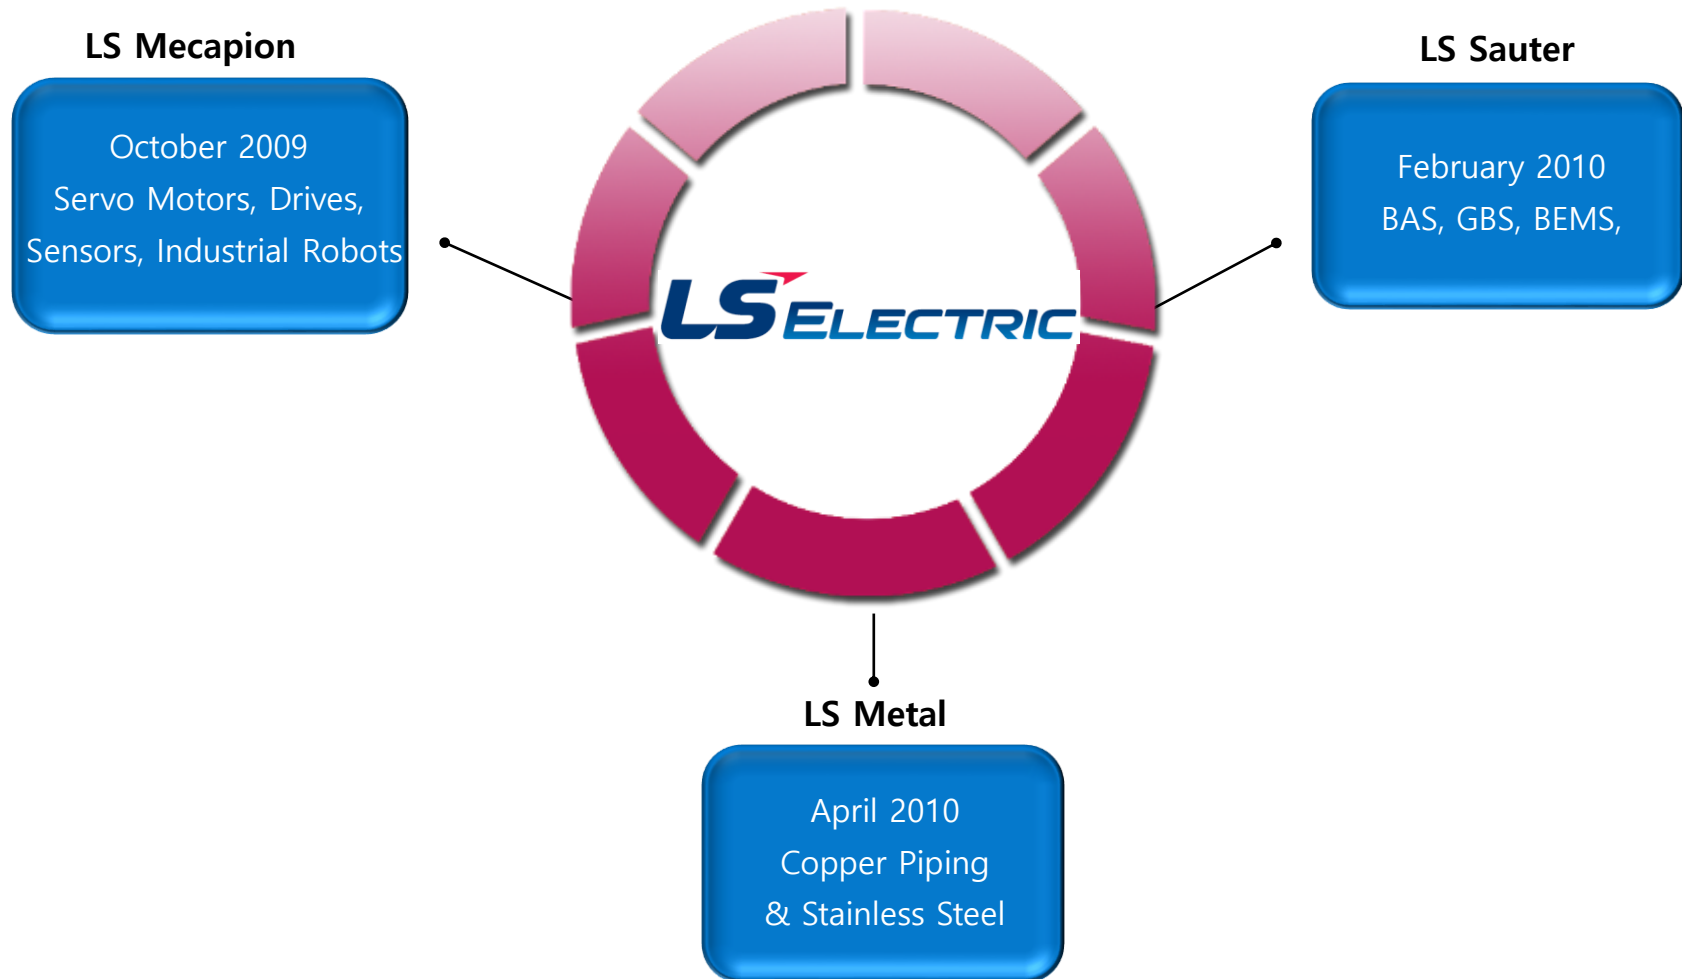 LS Mecapion
October 2009
Servo Motors, Drives,
Sensors, Industrial Robots
LS Sauter
February 2010
BAS, GBS, BEMS,
LS ELECTRIC
LS Metal
April 2010
Copper Piping
& Stainless Steel